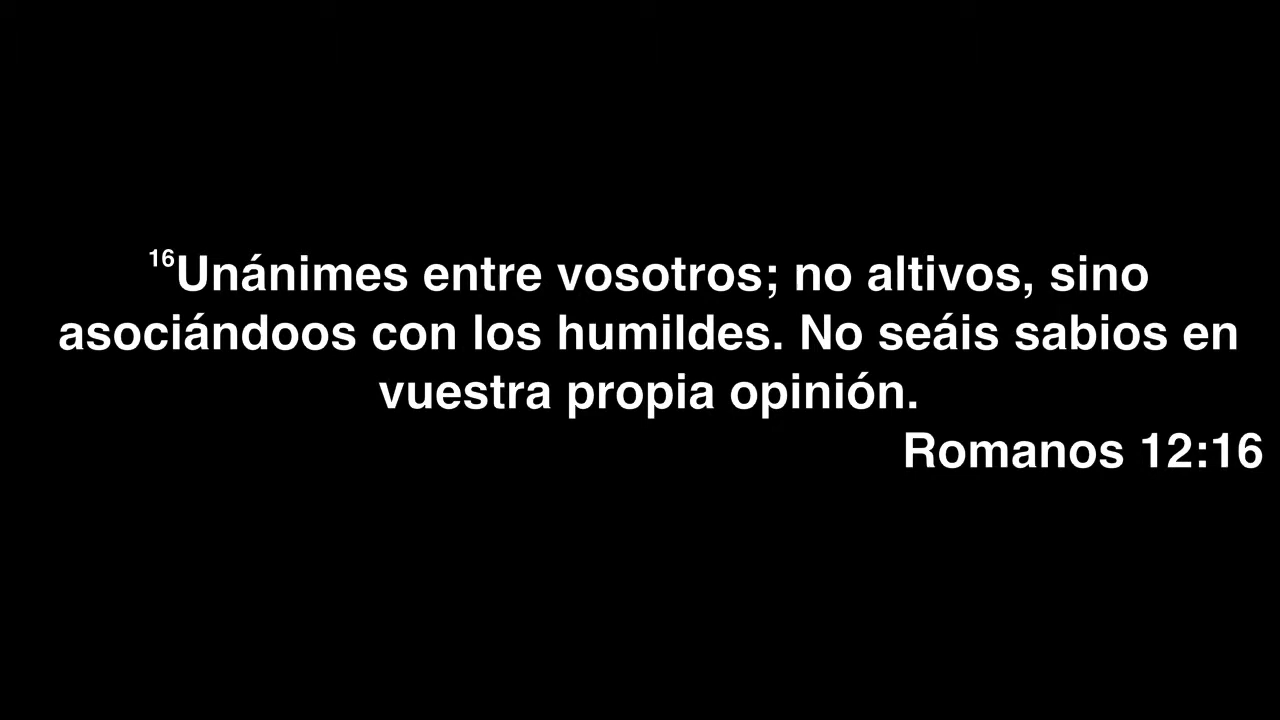 16Unánimes entre vosotros; no altivos, sino
asociándoos con los humildes. No seáis sabios en
vuestra propia opinión.
Romanos 12:16